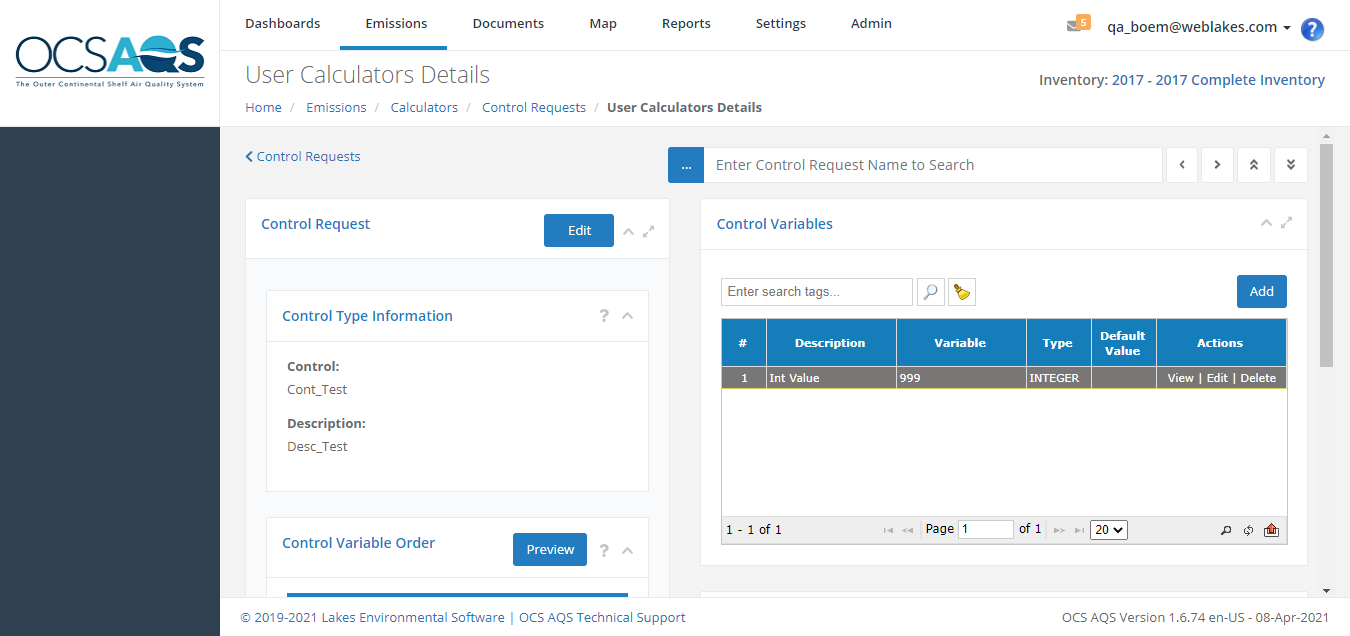 OCSAQS
The Outer Continental Shelf Air Quality System
Dashboards Emissions Documents Map Reports Settings Admin
5 qa_boem@weblakes.com ?
User Calculators Details
Inventory: 2017 - 2017 Complete Inventory
Home / Emissions / Calculators / Control Requests / User Calculators Details
Control Requests
... Enter Control Request Name to Search
Control Request Edit
Control Type Information ?
Control:
Cont_Test
Description:
Desc_Test
Control Variable Order Preview ?
Control Variables
Enter search tags... Add
# Description Variable Type Default Value Actions
1 Int Value 999 INTEGER View | Edit | Delete
1 - 1 of 1 Page 1 of 1 20
© 2019-2021 Lakes Environmental Software | OCS AQS Technical Support
OCS AQS Version 1.6.74 en-US - 08-Apr-2021